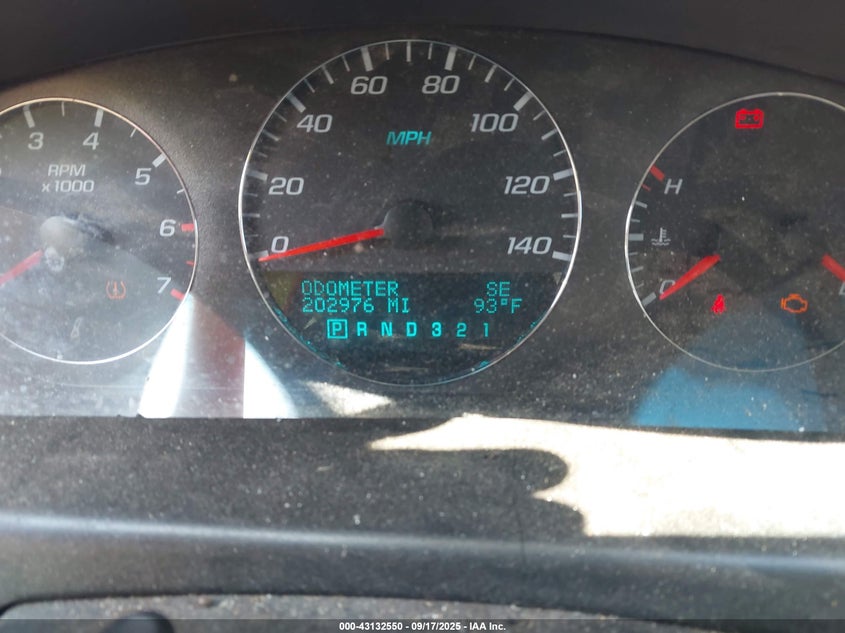 60 80
40 100
MPH
20 120
0 140
3 4
5
RPM
x1000
6
7
H
ODOMETER SE
202976 MI 93°F
P R N D 3 2 1
000-43132550 - 09/17/2025 - IAA Inc.